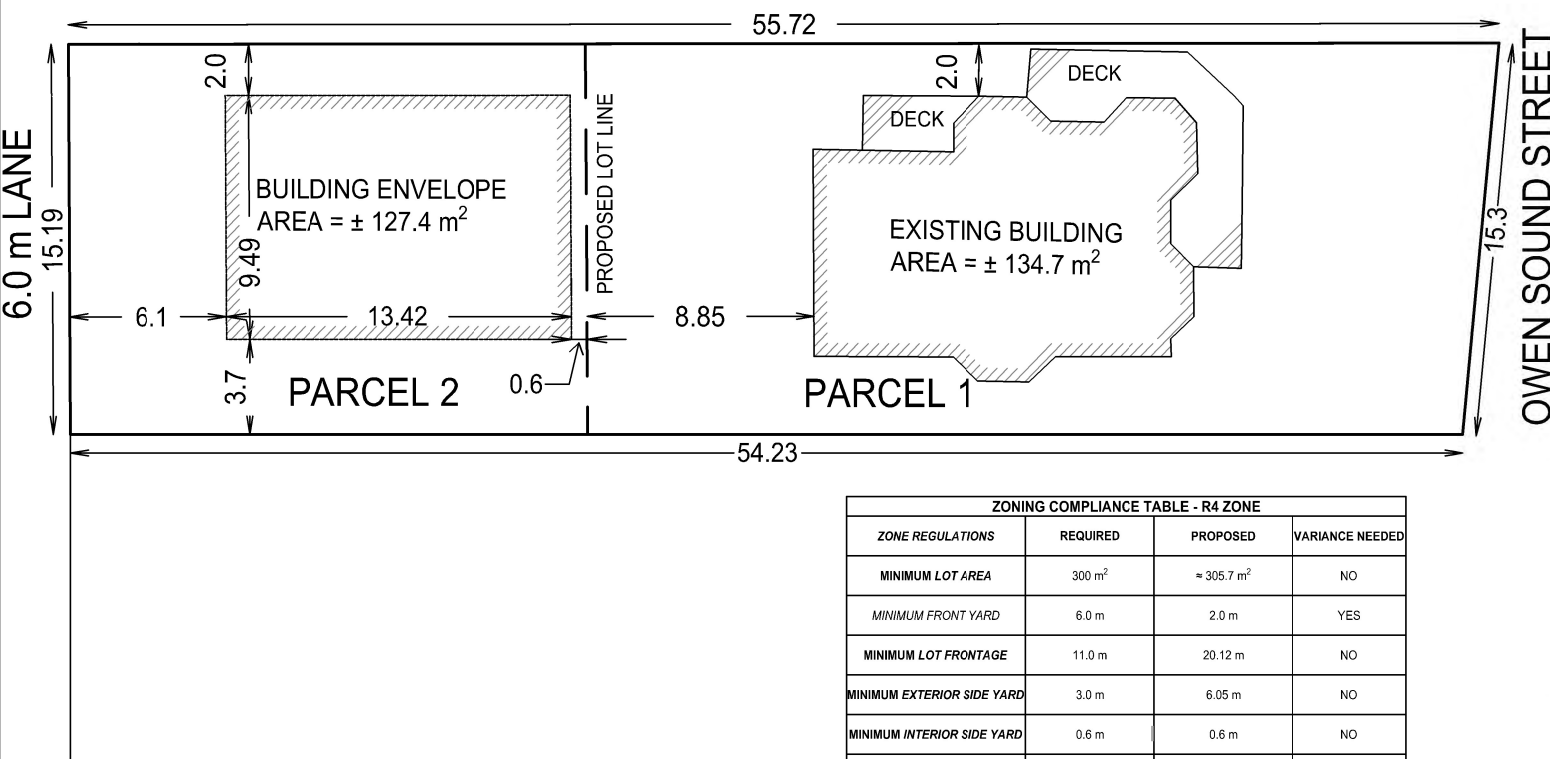 55.72
2.0
2.0
DECK
DECK
6.0 m LANE
15.19
PROPOSED LOT LINE
BUILDING ENVELOPE
AREA = ± 127.4 m²
9.49
EXISTING BUILDING
AREA = ± 134.7 m²
15.3
OWEN SOUND STREET
6.1
13.42
8.85
3.7
PARCEL 2
0.6
PARCEL 1
54.23
ZONING COMPLIANCE TABLE - R4 ZONE
ZONE REGULATIONS REQUIRED PROPOSED VARIANCE NEEDED
MINIMUM LOT AREA 300 m² ≈ 305.7 m² NO
MINIMUM FRONT YARD 6.0 m 2.0 m YES
MINIMUM LOT FRONTAGE 11.0 m 20.12 m NO
MINIMUM EXTERIOR SIDE YARD 3.0 m 6.05 m NO
MINIMUM INTERIOR SIDE YARD 0.6 m 0.6 m NO